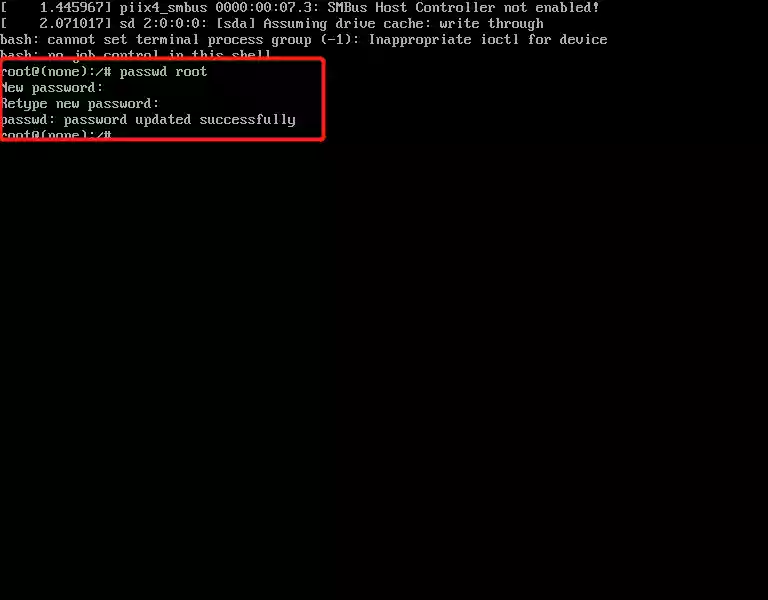 [    1.445967] piix4_smbus 0000:00:07.3: SMBus Host Controller not enabled!
[    2.071017] sd 2:0:0:0: [sda] Assuming drive cache: write through
bash: cannot set terminal process group (-1): Inappropriate ioctl for device
bash: no job control in this shell
root@(none):/# passwd root
New password:
Retype new password:
passwd: password updated successfully
root@(none):/#